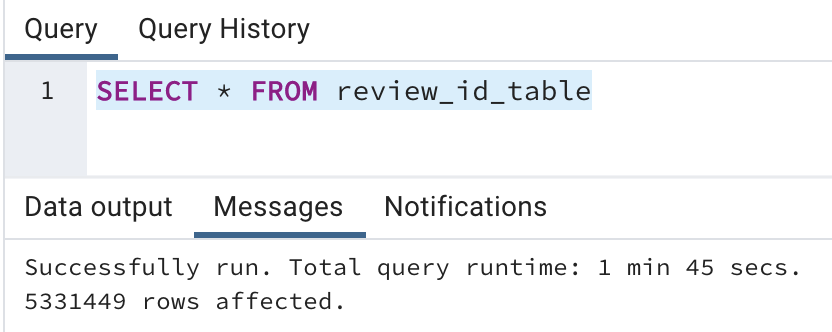 Query Query History
1 SELECT * FROM review_id_table
Data output Messages Notifications
Successfully run. Total query runtime: 1 min 45 secs.
5331449 rows affected.